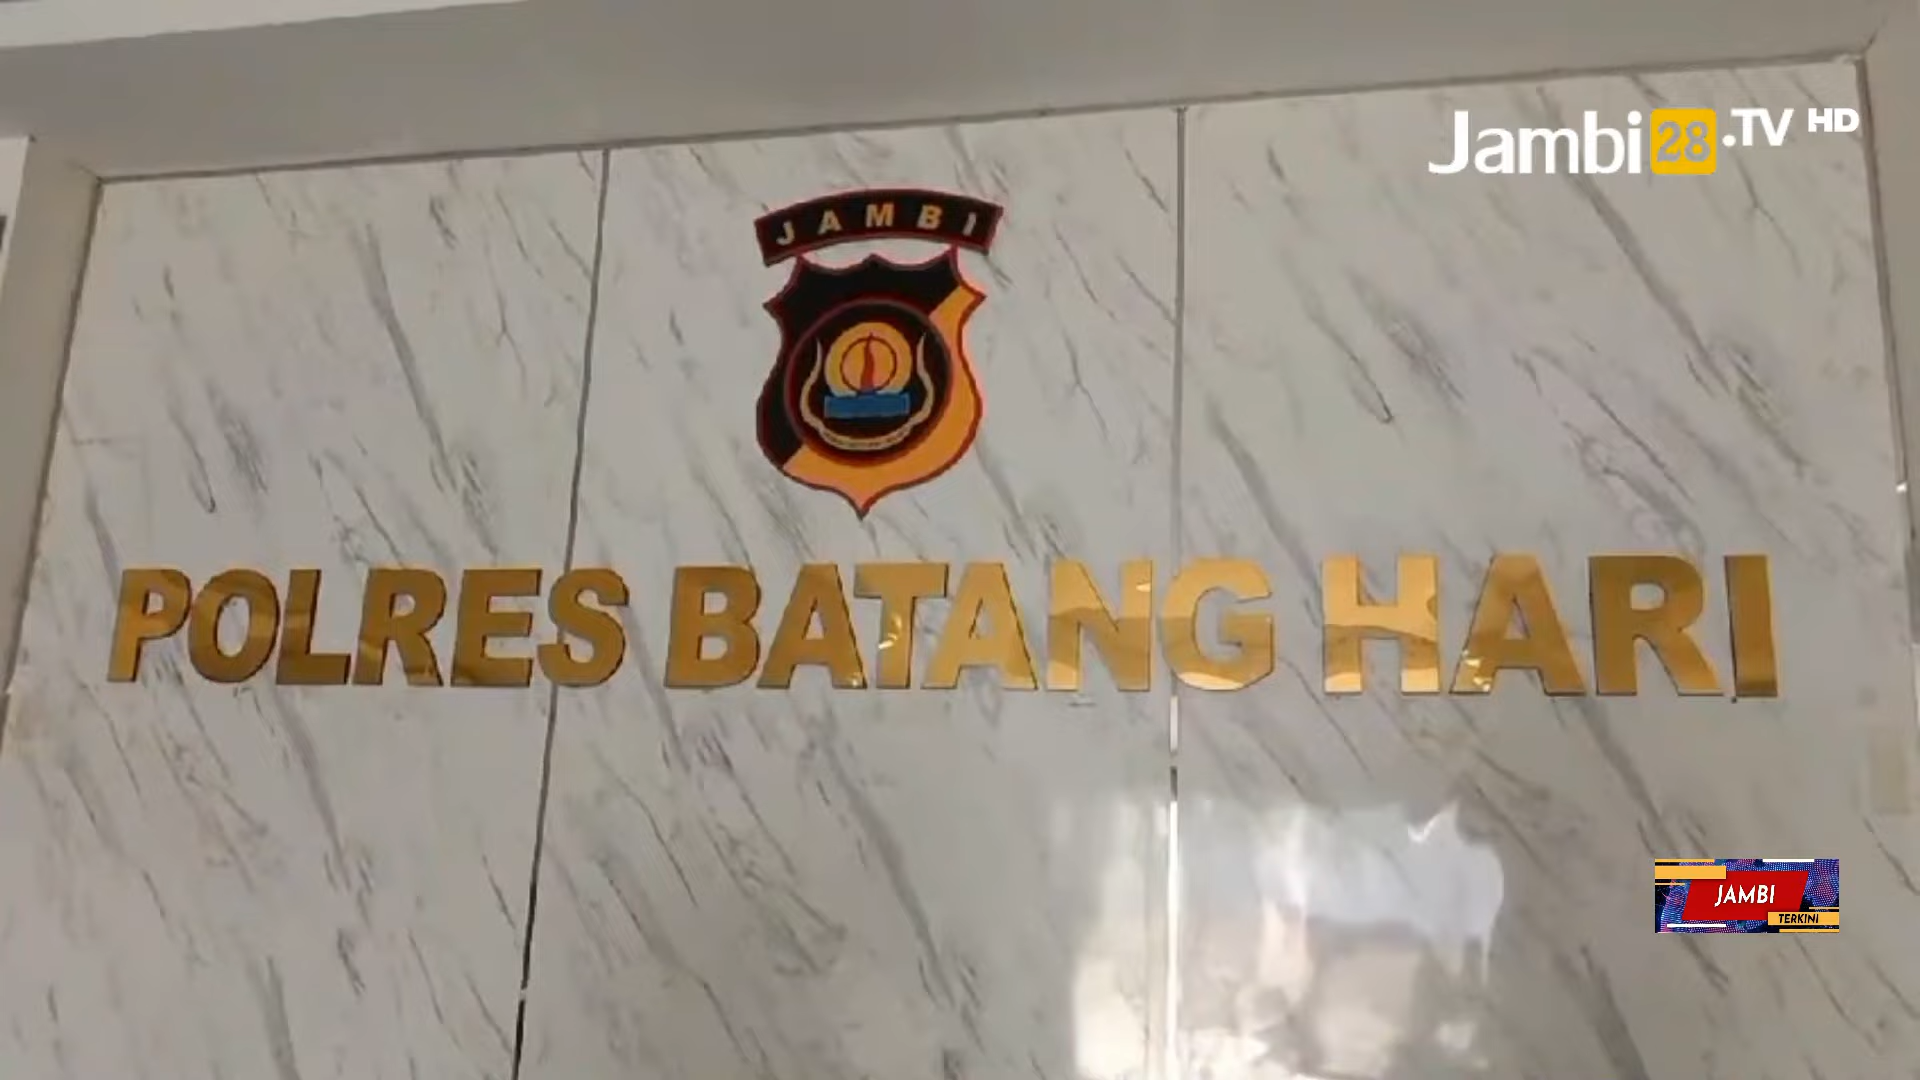 Jambi28.TV HD
JAMBI
POLRES BATANG HARI
JAMBI
TERKINI